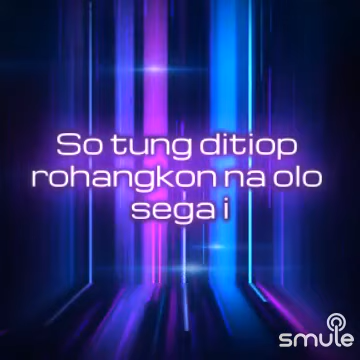 So tung ditiop
rohangkon na olo
sega i
smule